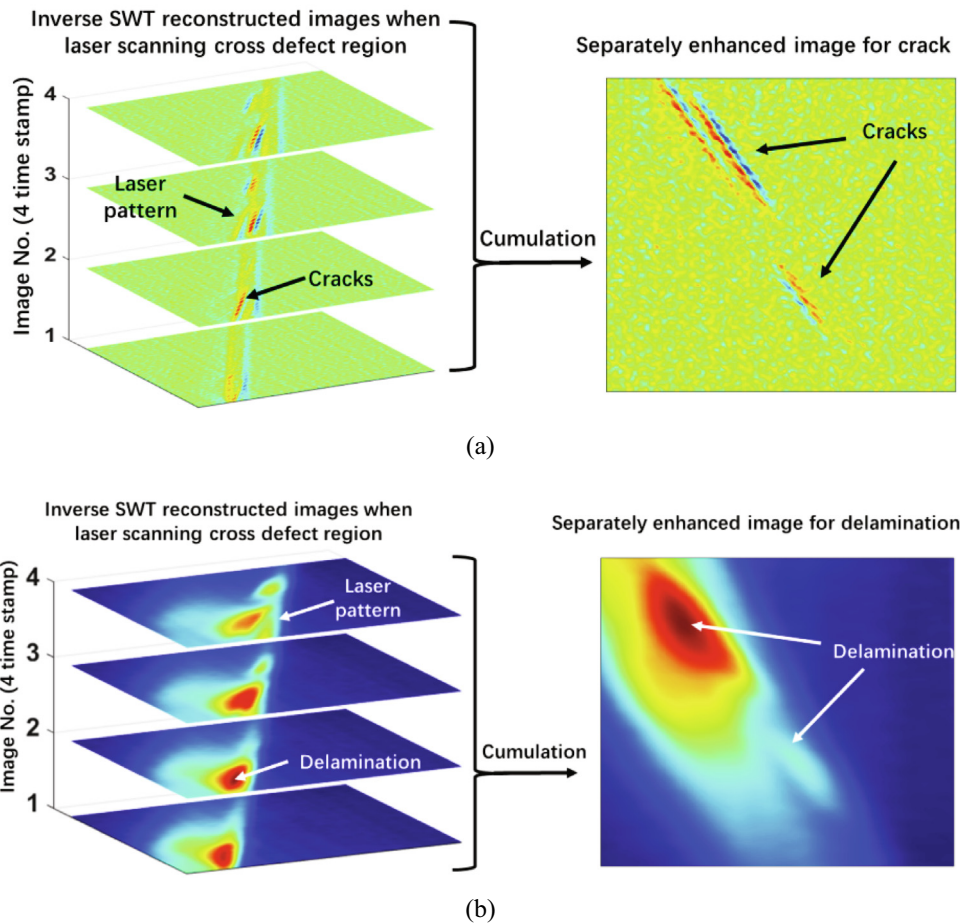 Inverse SWT reconstructed images when
laser scanning cross defect region
Separately enhanced image for crack
Image No. (4 time stamp)
4
3
2
1
Laser
pattern
Cracks
Cumulation
Cracks
(a)
Inverse SWT reconstructed images when
laser scanning cross defect region
Separately enhanced image for delamination
Image No. (4 time stamp)
4
3
2
1
Laser
pattern
Delamination
Cumulation
Delamination
(b)